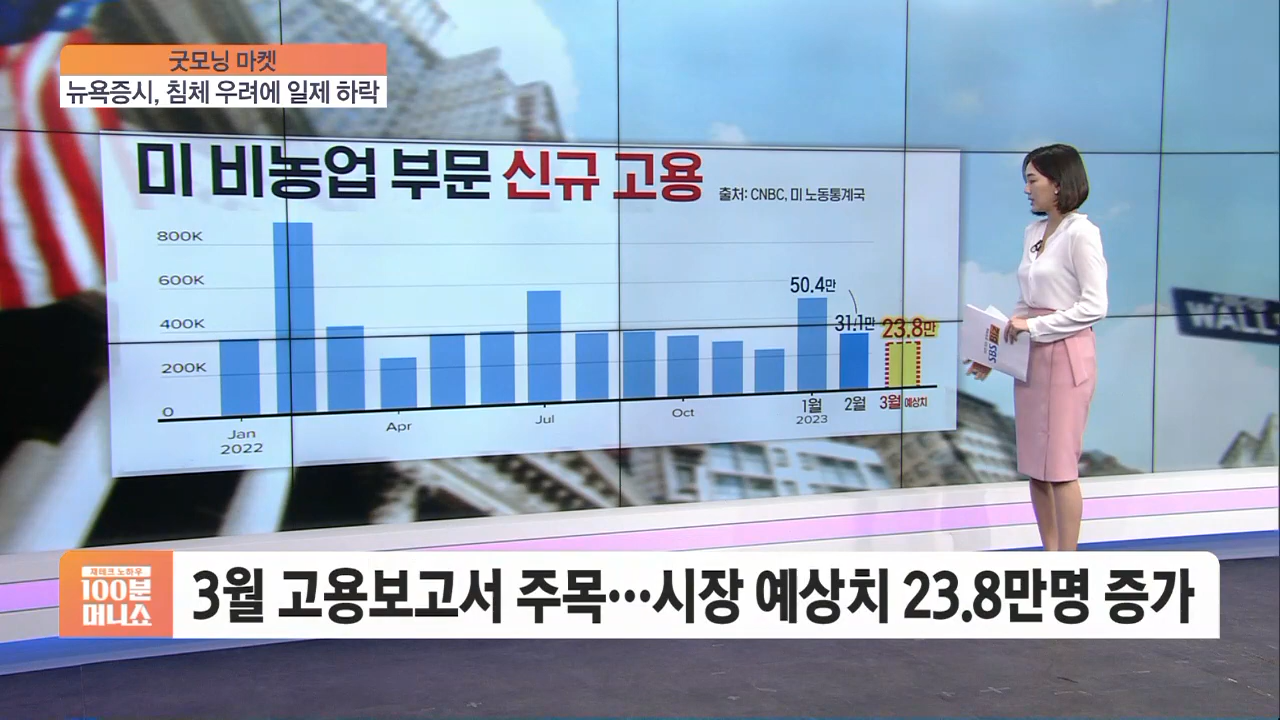 굿모닝 마켓
뉴욕증시, 침체 우려에 일제 하락
미 비농업 부문 신규 고용
출처: CNBC, 미 노동통계국
800K
600K
400K
200K
0
50.4만
31.1만
23.8만
Jan
2022
Apr
Jul
Oct
1월
2023
2월
3월 예상치
WALL
SBS
재테크 노하우
100분
머니쇼
3월 고용보고서 주목…시장 예상치 23.8만명 증가